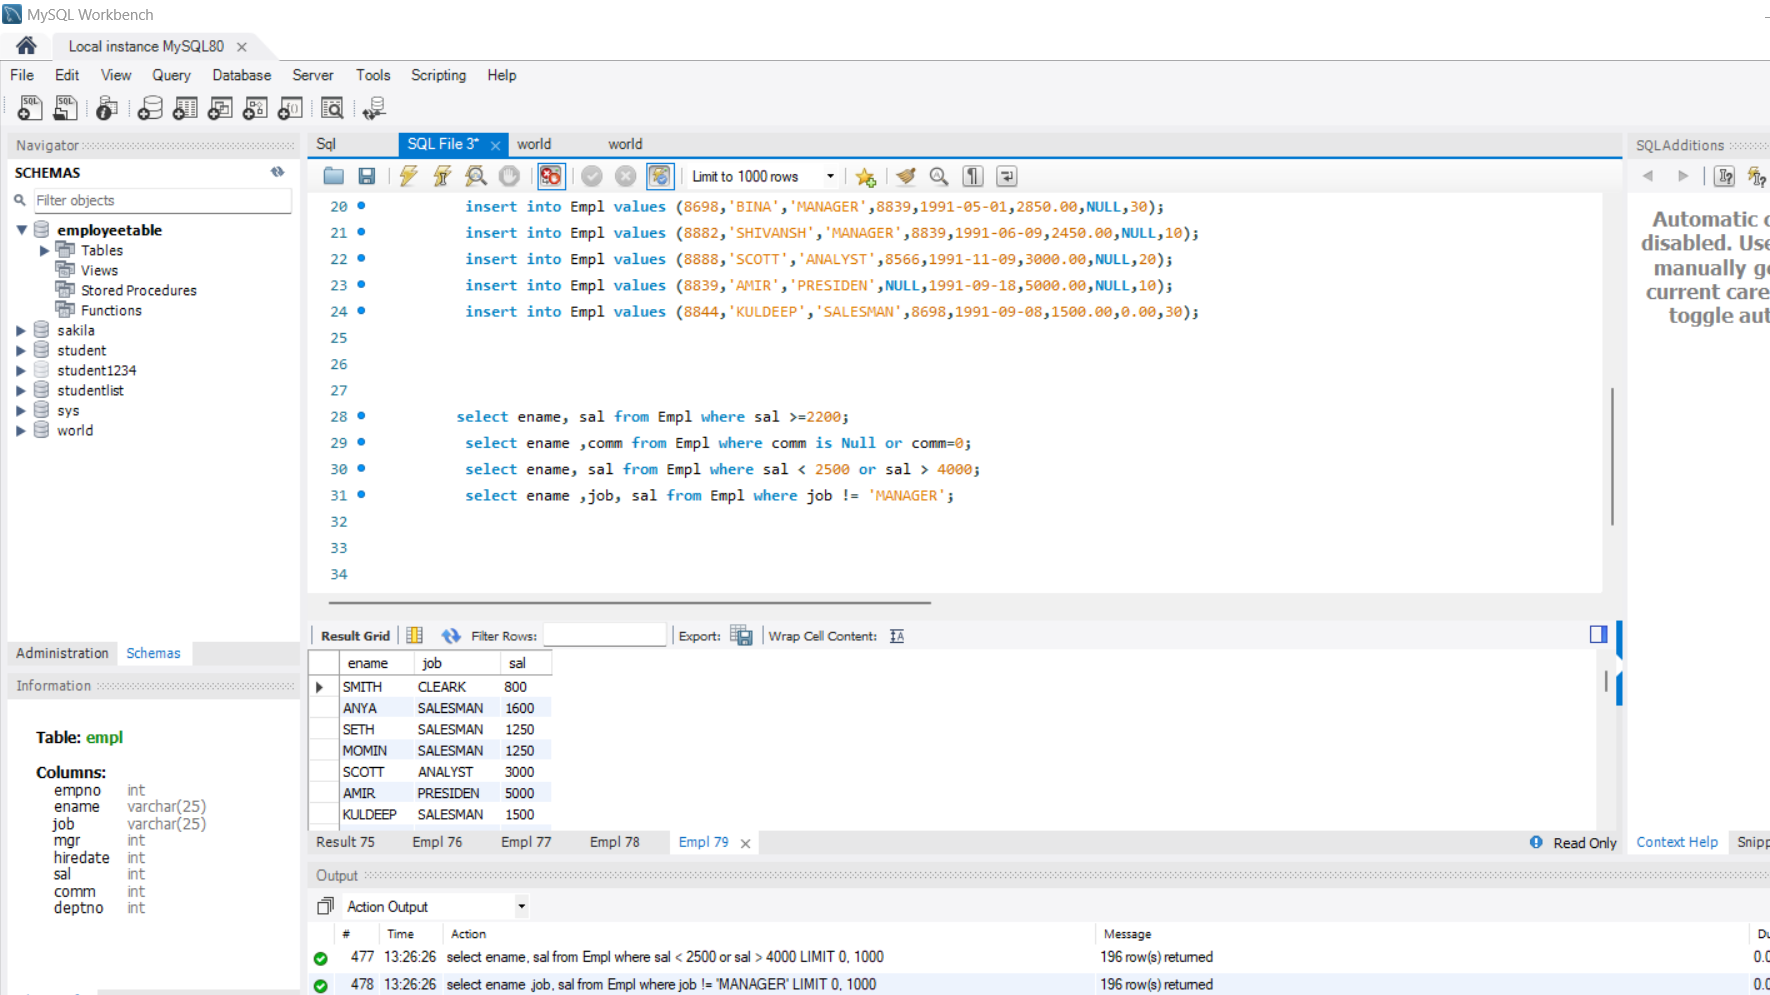 MySQL Workbench
Local instance MySQL80
File Edit View Query Database Server Tools Scripting Help
Navigator
SCHEMAS
Filter objects
employeetable
Tables
Views
Stored Procedures
Functions
sakila
student
student1234
studentlist
sys
world
Administration Schemas
Information
Table: empl
Columns:
empno int
ename varchar(25)
job varchar(25)
mgr int
hiredate int
sal int
comm int
deptno int
Sql SQL File 3* world world
Limit to 1000 rows
20 insert into Empl values (8698,'BINA','MANAGER',8839,1991-05-01,2850.00,NULL,30);
21 insert into Empl values (8882,'SHIVANSH','MANAGER',8839,1991-06-09,2450.00,NULL,10);
22 insert into Empl values (8888,'SCOTT','ANALYST',8566,1991-11-09,3000.00,NULL,20);
23 insert into Empl values (8839,'AMIR','PRESIDEN',NULL,1991-09-18,5000.00,NULL,10);
24 insert into Empl values (8844,'KULDEEP','SALESMAN',8698,1991-09-08,1500.00,0.00,30);
25
26
27
28 select ename, sal from Empl where sal >=2200;
29 select ename ,comm from Empl where comm is Null or comm=0;
30 select ename, sal from Empl where sal < 2500 or sal > 4000;
31 select ename ,job, sal from Empl where job != 'MANAGER';
32
33
34
Result Grid Filter Rows: Export: Wrap Cell Content:
ename job sal
SMITH CLEARK 800
ANYA SALESMAN 1600
SETH SALESMAN 1250
MOMIN SALESMAN 1250
SCOTT ANALYST 3000
AMIR PRESIDEN 5000
KULDEEP SALESMAN 1500
Result 75 Empl 76 Empl 77 Empl 78 Empl 79 Read Only
Output
Action Output
# Time Action Message
477 13:26:26 select ename, sal from Empl where sal < 2500 or sal > 4000 LIMIT 0, 1000 196 row(s) returned
478 13:26:26 select ename ,job, sal from Empl where job != 'MANAGER' LIMIT 0, 1000 196 row(s) returned
SQLAdditions
Automatic
disabled. Use
manually
current care
toggle aut
Context Help Snipp